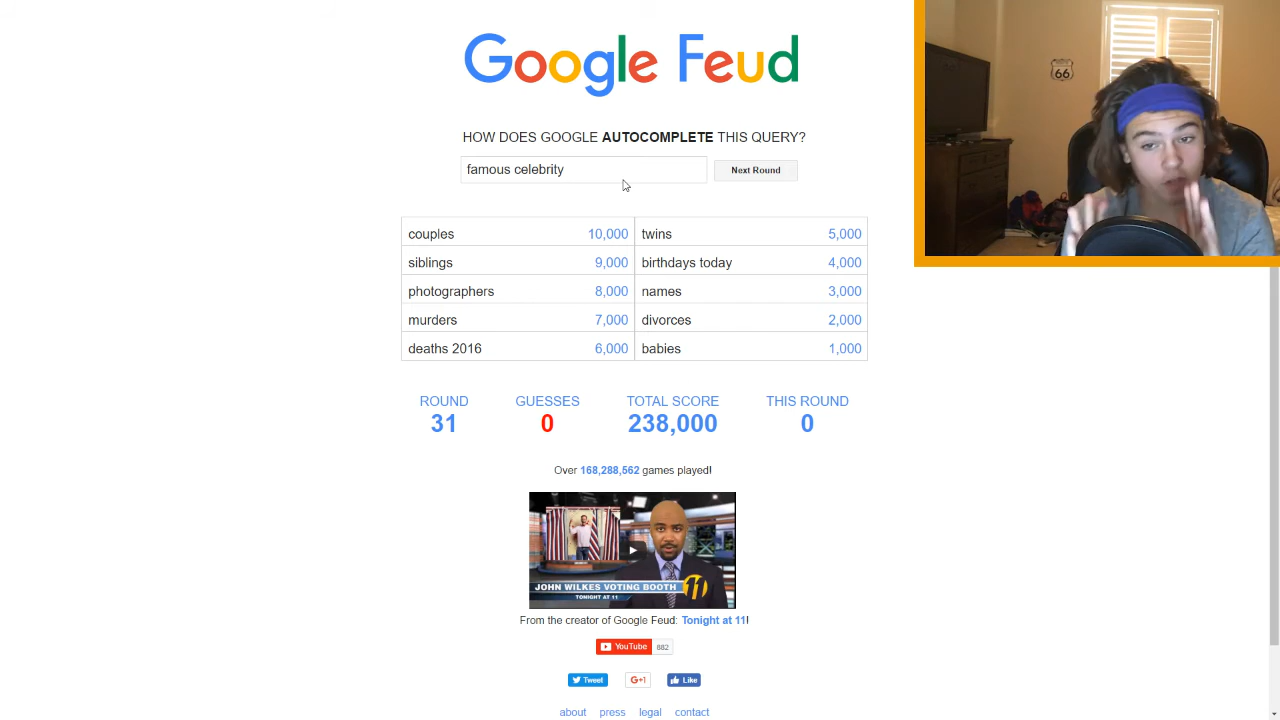 Google Feud
HOW DOES GOOGLE AUTOCOMPLETE THIS QUERY?
famous celebrity
Next Round
couples 10,000 twins 5,000
siblings 9,000 birthdays today 4,000
photographers 8,000 names 3,000
murders 7,000 divorces 2,000
deaths 2016 6,000 babies 1,000
ROUND GUESSES TOTAL SCORE THIS ROUND
31 0 238,000 0
Over 168,288,562 games played!
JOHN WILKES VOTING BOOTH
TONIGHT AT 11
11
From the creator of Google Feud: Tonight at 11!
YouTube 682
Tweet G+1 Like
about press legal contact
66